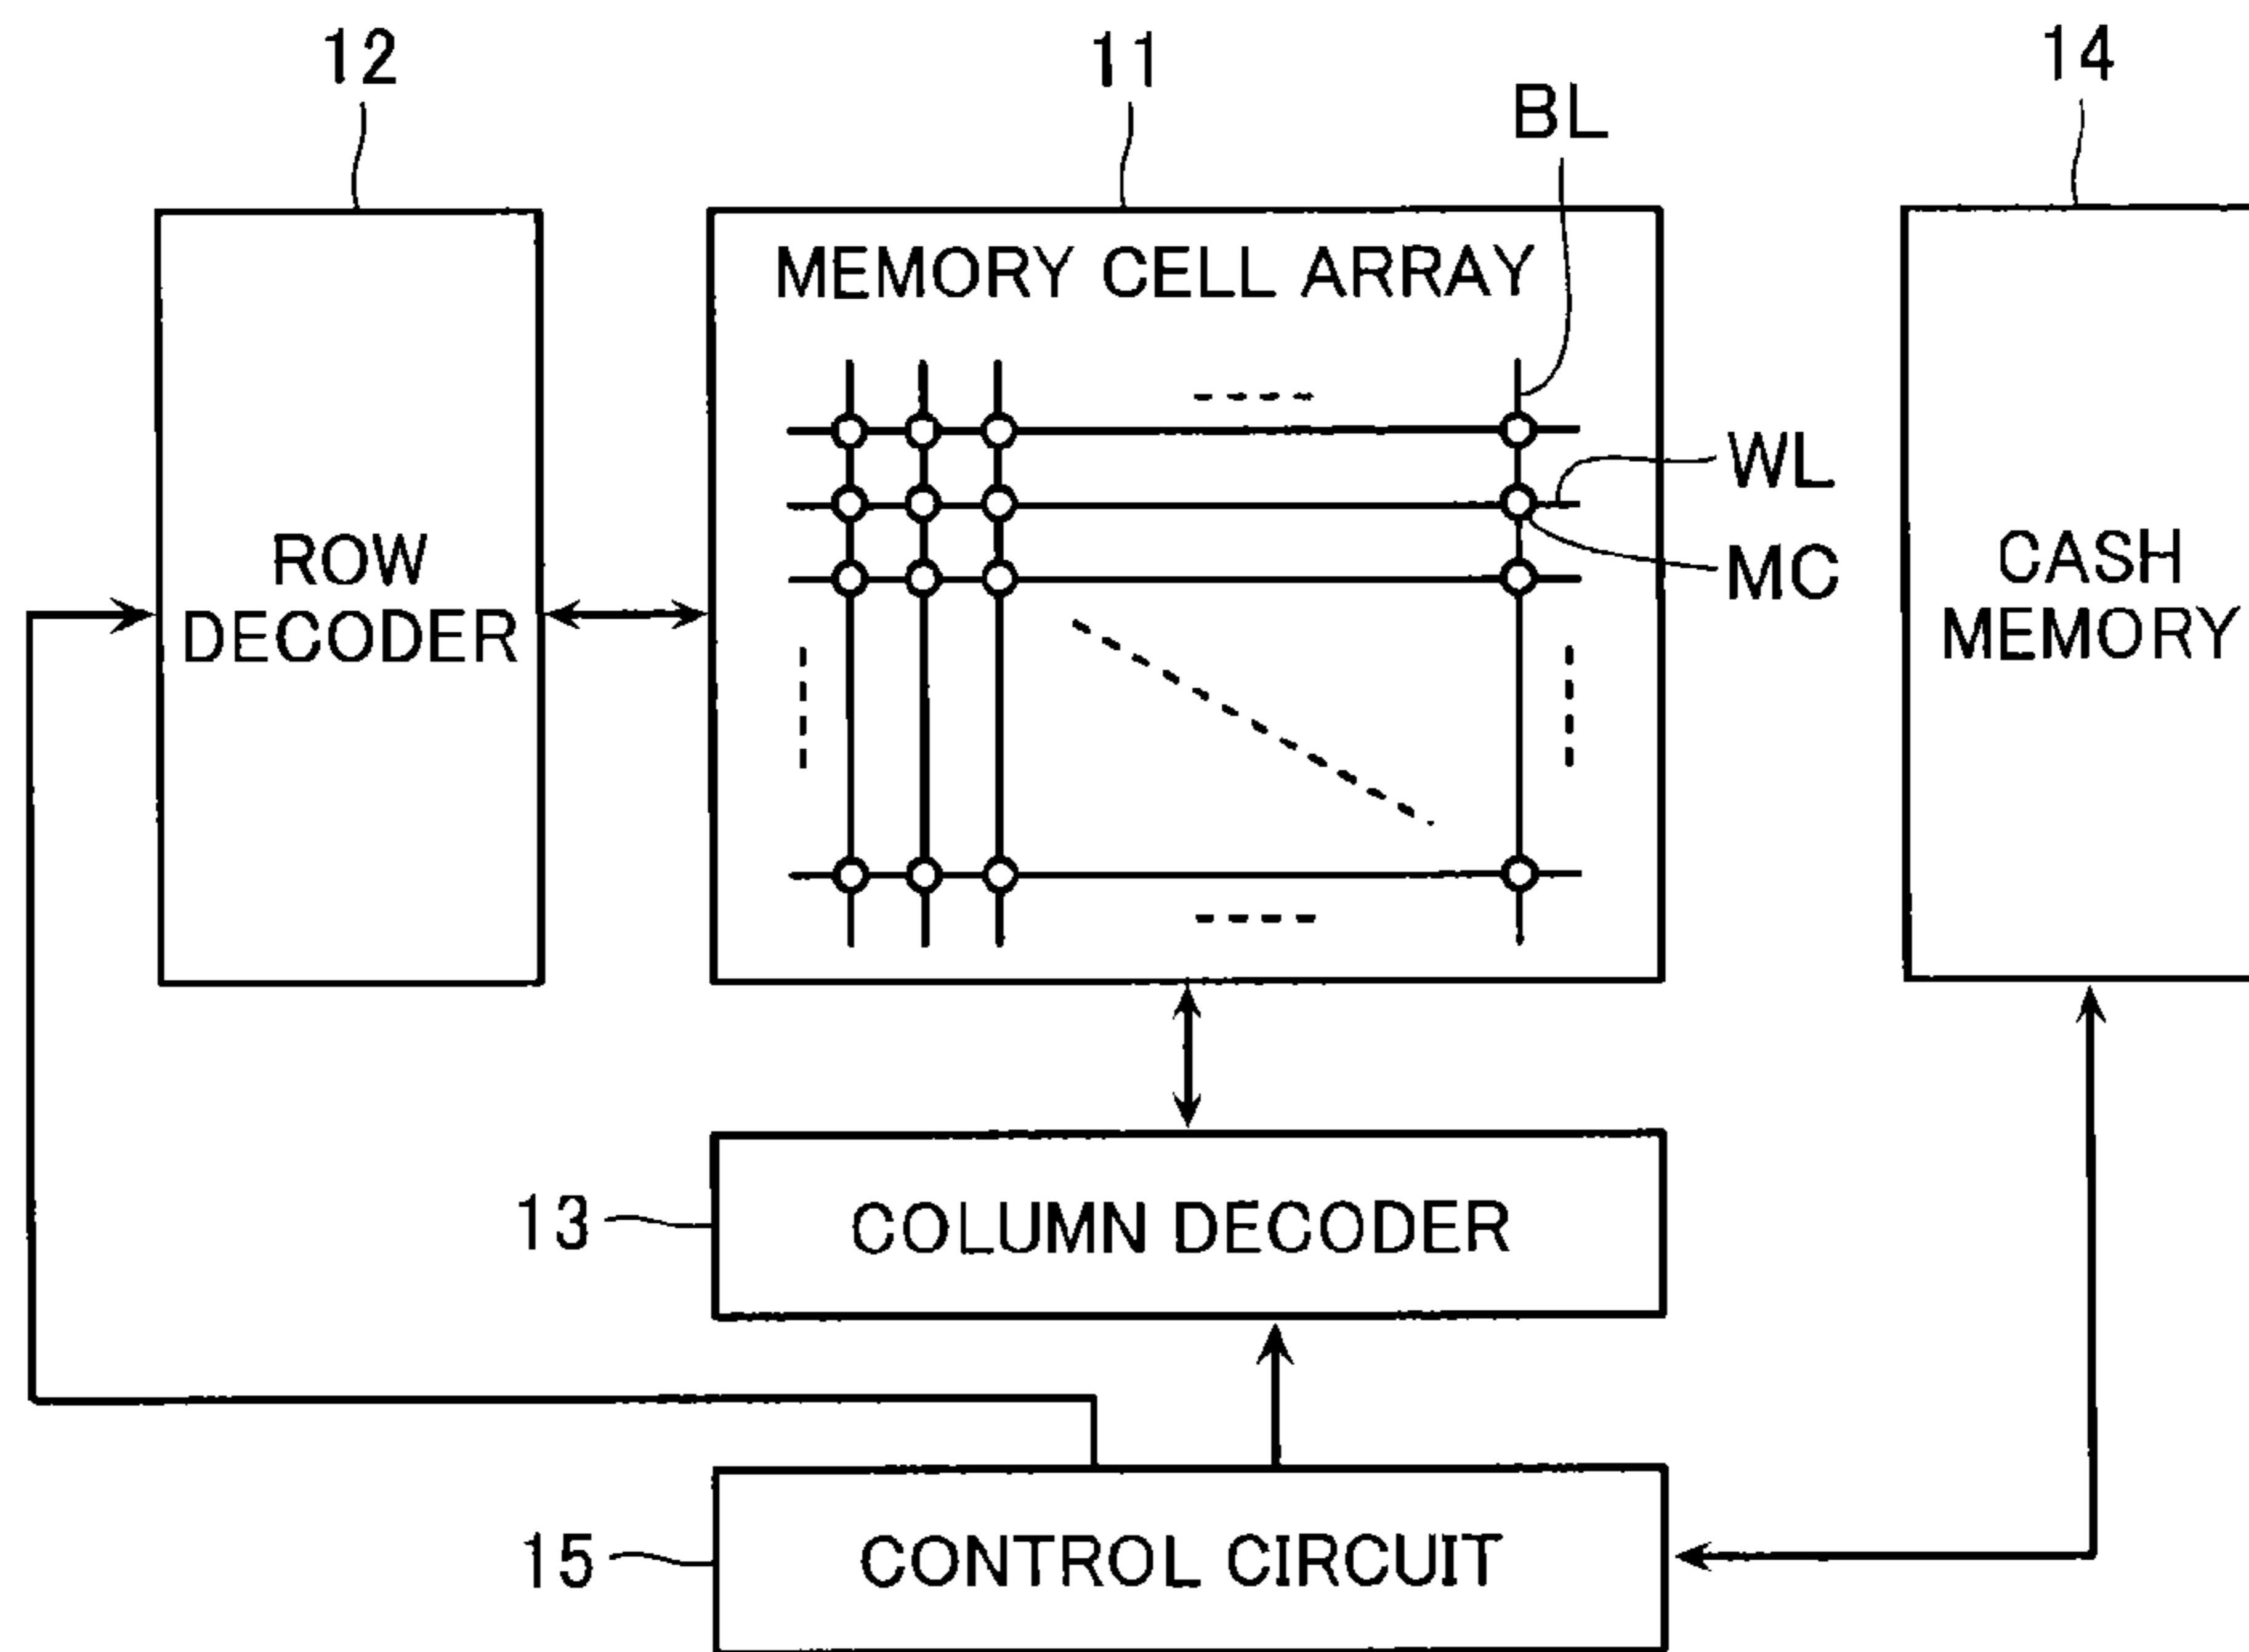 12
11
14
BL
MEMORY CELL ARRAY
WL
MC
ROW
DECODER
CASH
MEMORY
13
COLUMN DECODER
15
CONTROL CIRCUIT